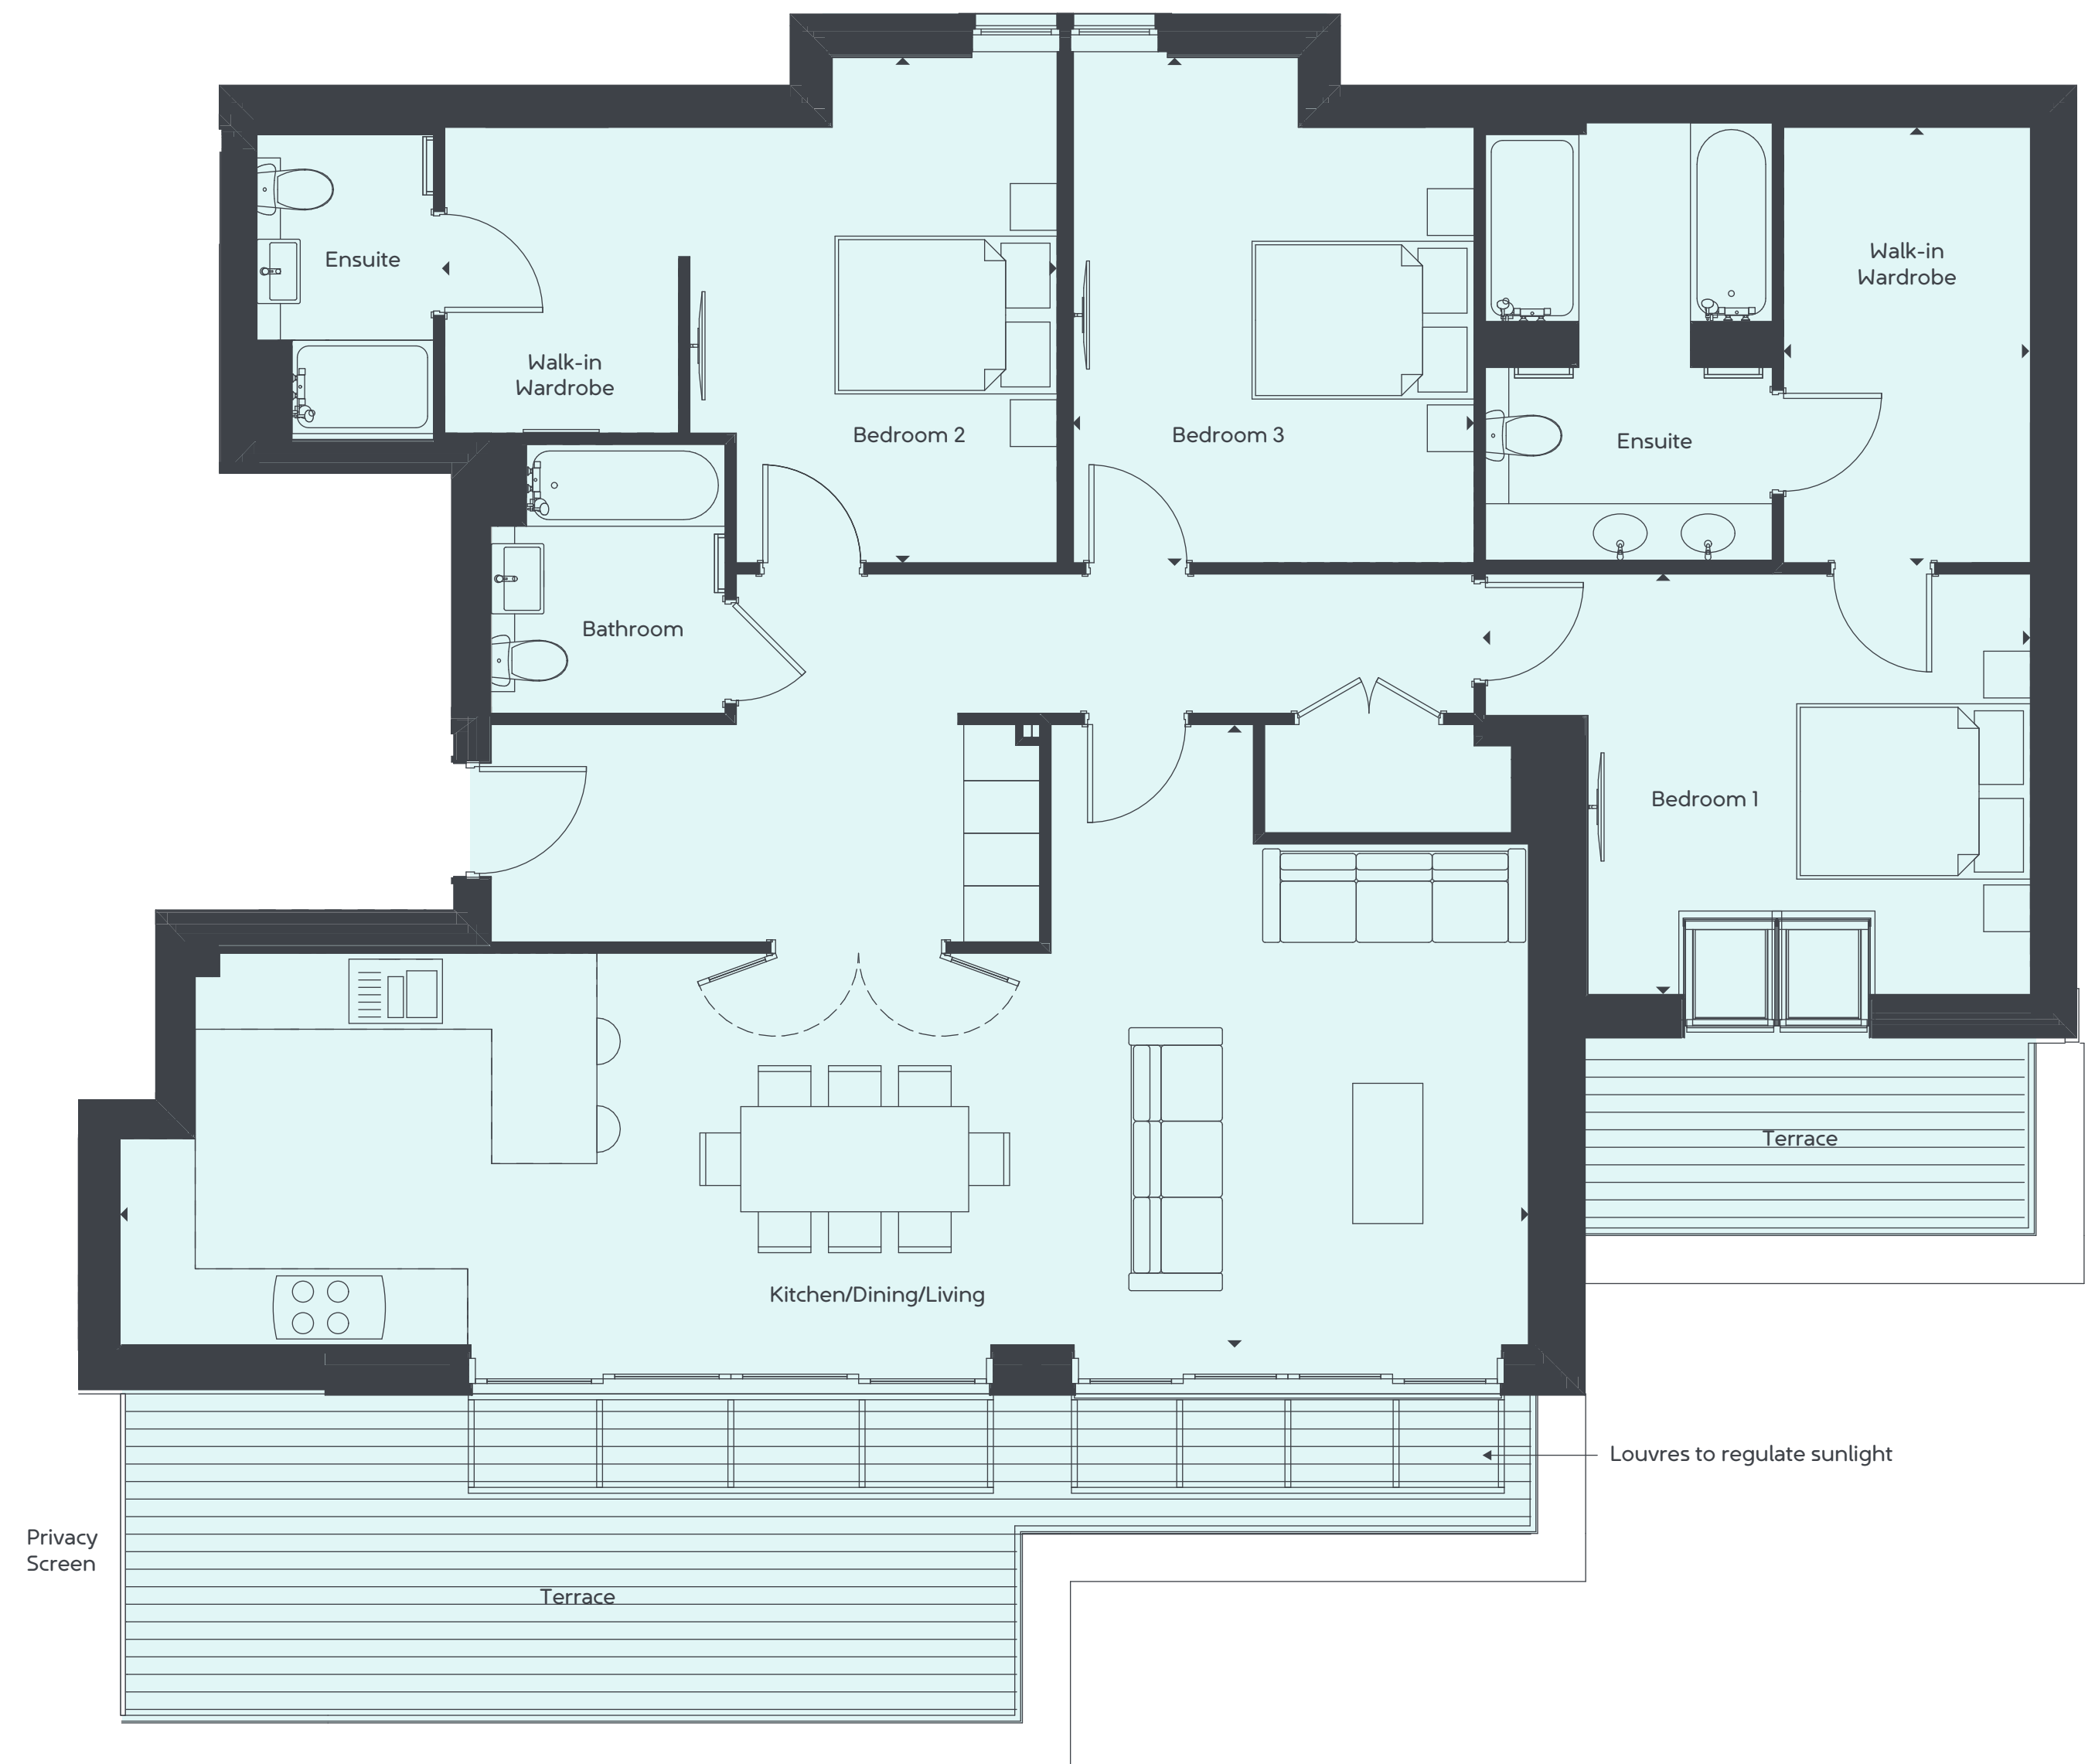 Walk-in
Wardrobe
Ensuite
Walk-in
Wardrobe
Bedroom 2
Bedroom 3
Ensuite
Bathroom
Bedroom 1
Terrace
Kitchen/Dining/Living
Louvres to regulate sunlight
Privacy
Screen
Terrace